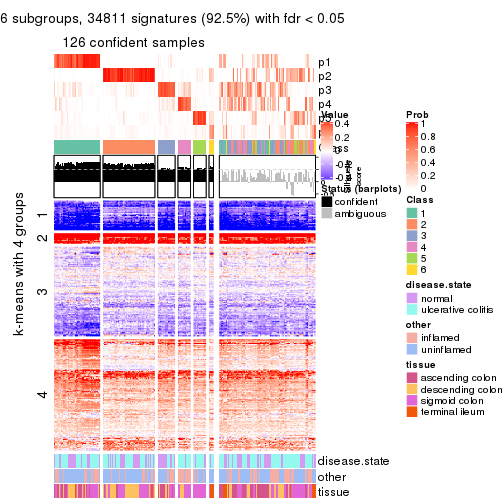 6 subgroups, 34811 signatures (92.5%) with fdr < 0.05
126 confident samples
p1
p2
p3
p4
k-means with 4 groups
1
2
3
4
Value
0.4
0.2
Status (barplots)
confident
ambiguous
Prob
1
0.8
0.6
0.4
0.2
0
Class
1
2
3
4
5
6
disease.state
normal
ulcerative colitis
other
inflamed
uninflamed
tissue
ascending colon
descending colon
sigmoid colon
terminal ileum
disease.state
other
tissue